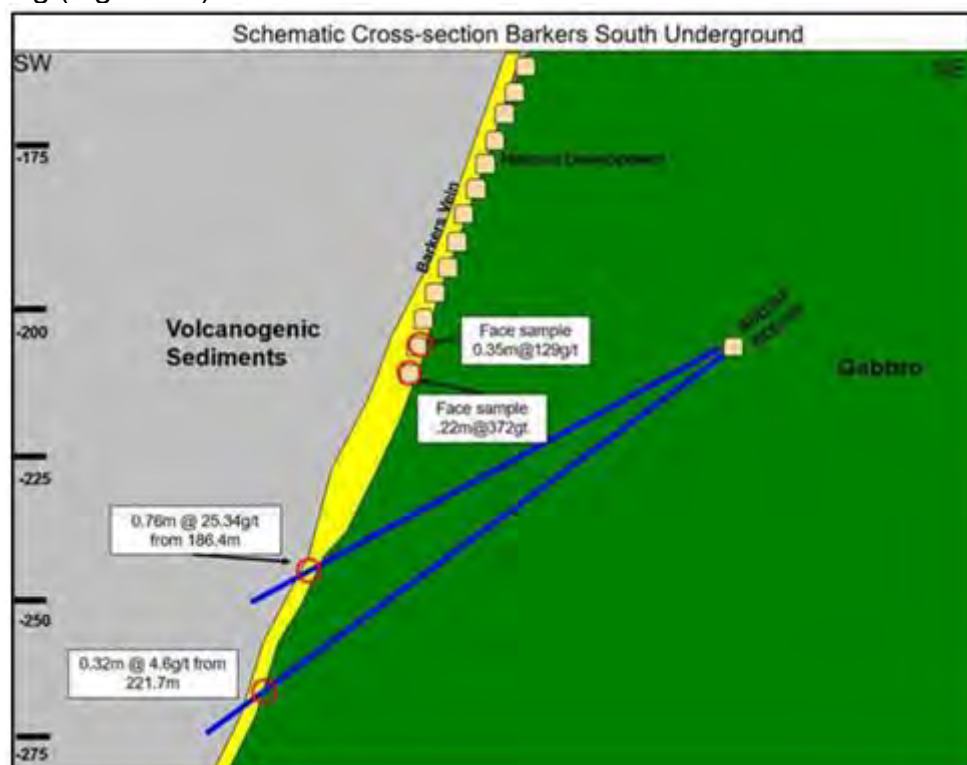 Schematic Cross-section Barkers South Underground
SW
-175
Development
Barkers Vein
-200
Volcanogenic
Sediments
Face sample
0.35m@129g/t
Gabbro
Face sample
.22m@372gt
-225
0.76m @ 25.34g/t
from 186.4m
-250
0.32m @ 4.6g/t from
221.7m
-275